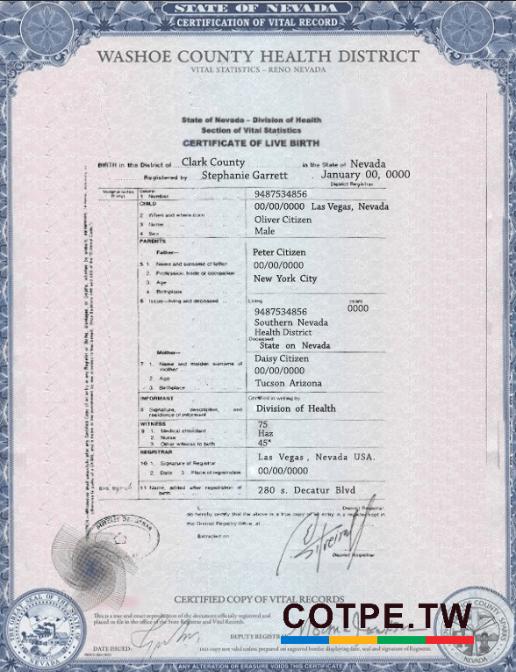 STATE OF NEVADA
CERTIFICATION OF VITAL RECORD
WASHOE COUNTY HEALTH DISTRICT
VITAL STATISTICS - RENO NEVADA
State of Nevada - Division of Health
Section of Vital Statistics
CERTIFICATE OF LIVE BIRTH
BIRTH in the District of Clark County in the State of Nevada
Registered by Stephanie Garrett January 00, 0000
District Registrar
1 Number 9487534856
CHILD
2 When and where born 00/00/0000 Las Vegas, Nevada
3 Name Oliver Citizen
4 Sex Male
PARENTS
Father- Peter Citizen
5 1. Name and surname of father 00/00/0000
2. Profession, trade or occupation
3. Age New York City
4 Birthplace
6 Issue-living and deceased Living years
9487534856 0000
Southern Nevada
Health District
Deceased
State on Nevada
Mother-
7 1. Name and maiden surname of mother Daisy Citizen
00/00/0000
2. Age
3. Birthplace Tucson Arizona
INFORMANT Certified in writing by
8 Signature, description, and residence of informant Division of Health
WITNESS
9 1. Medical attendant 75
2. Nurse Haz
3. Other witness to birth 45*
REGISTRAR
10 1. Signature of Registrar Las Vegas , Nevada USA.
2. Date 3. Place of registration 00/00/0000
11 Name, added after registration of birth 280 s. Decatur Blvd
I, District Registrar
do hereby certify that the above is a true copy of an entry in a register kept in
the District Registry Office, at
Extracted on
District Registrar
CERTIFIED COPY OF VITAL RECORDS
This is a true and exact reproduction of the document officially registered and
placed on file in the office of the State Registrar and Vital Records.
DATE ISSUED:
DEPUTY REGISTR
COTPE.TW
This copy not valid unless prepared on engraved border displaying date, seal and signature of Registrar.
ANY ALTERATION OR ERASURE VOIDS THIS CERTIFICATE